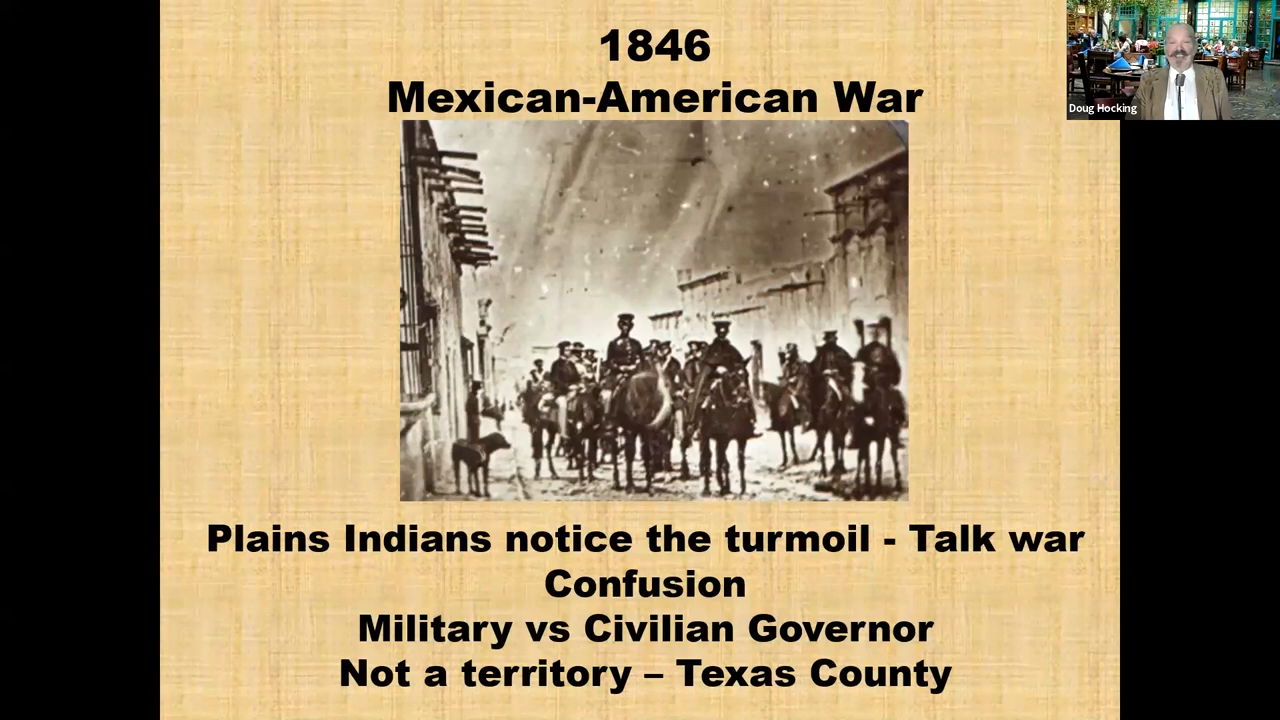 1846
Mexican-American War
Doug Hocking
Plains Indians notice the turmoil - Talk war
Confusion
Military vs Civilian Governor
Not a territory – Texas County